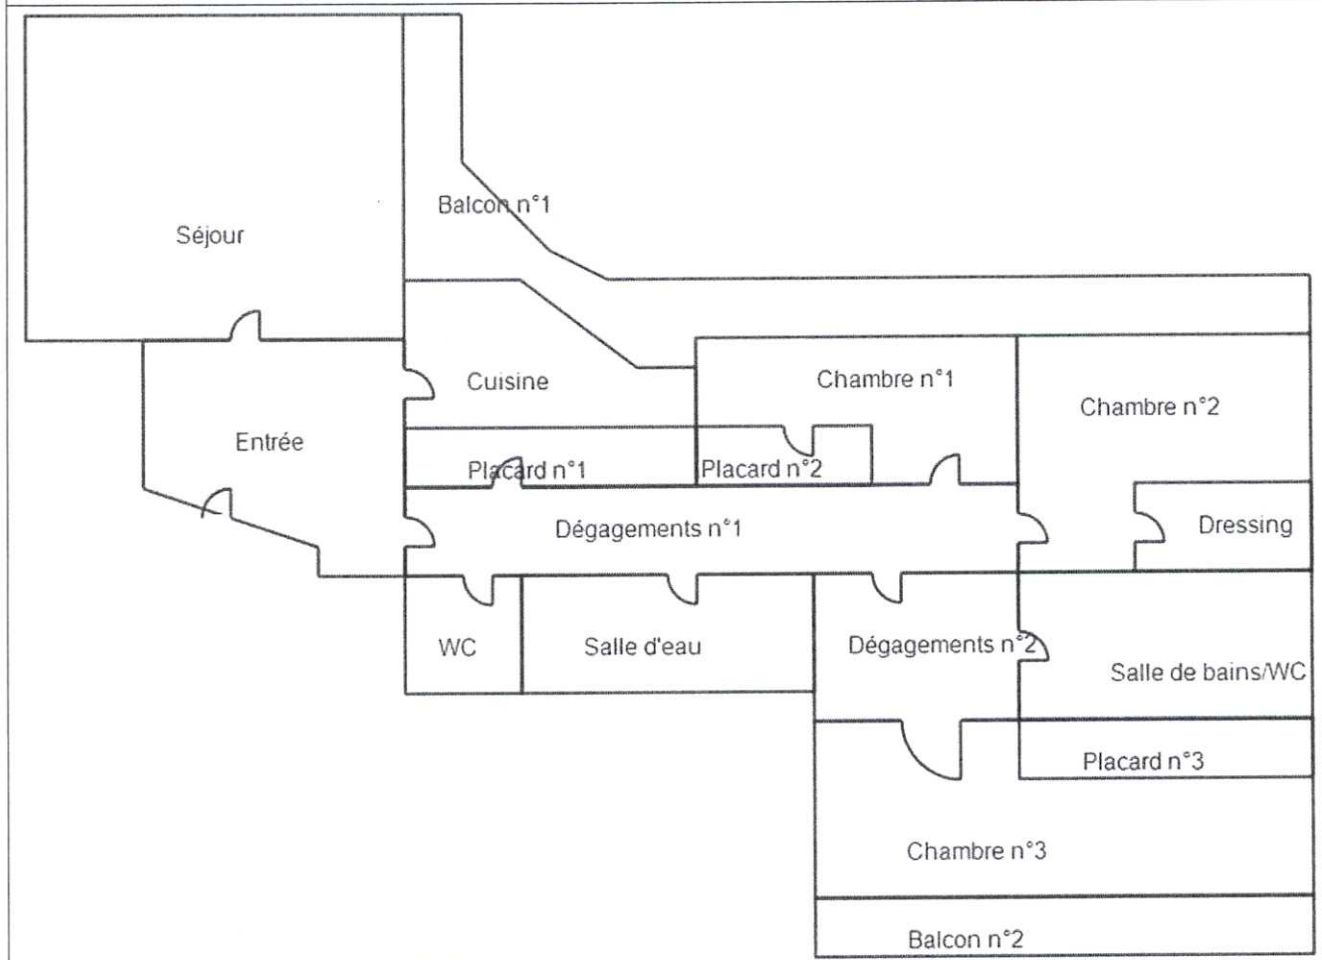 Balcon n°1
Séjour
Cuisine
Chambre n°1
Chambre n°2
Entrée
Placard n°1
Placard n°2
Dégagements n°1
Dressing
WC
Salle d'eau
Dégagements n°2
Salle de bains/WC
Placard n°3
Chambre n°3
Balcon n°2